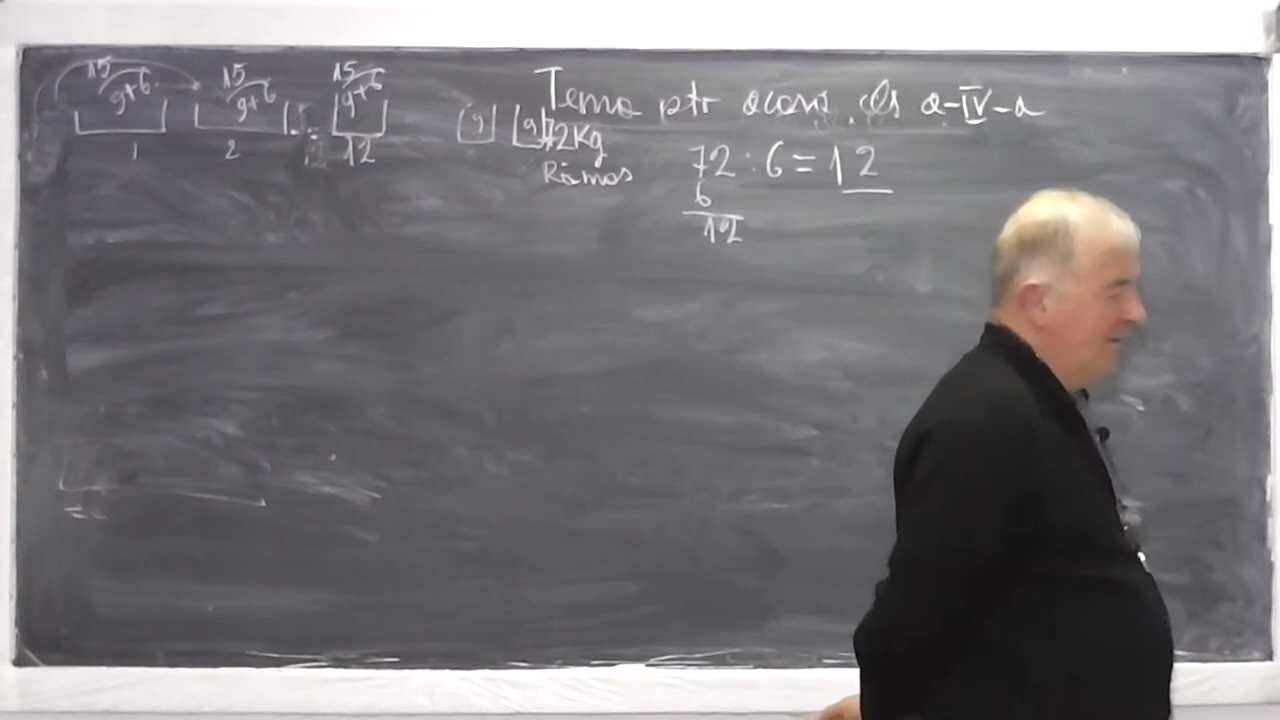 15 15 15
9+6 9+6 9+6
1 2 12
9 9
Tema ptr acasă cls a-IV-a
72Kg
Rămas
72 : 6 = 12
6
12